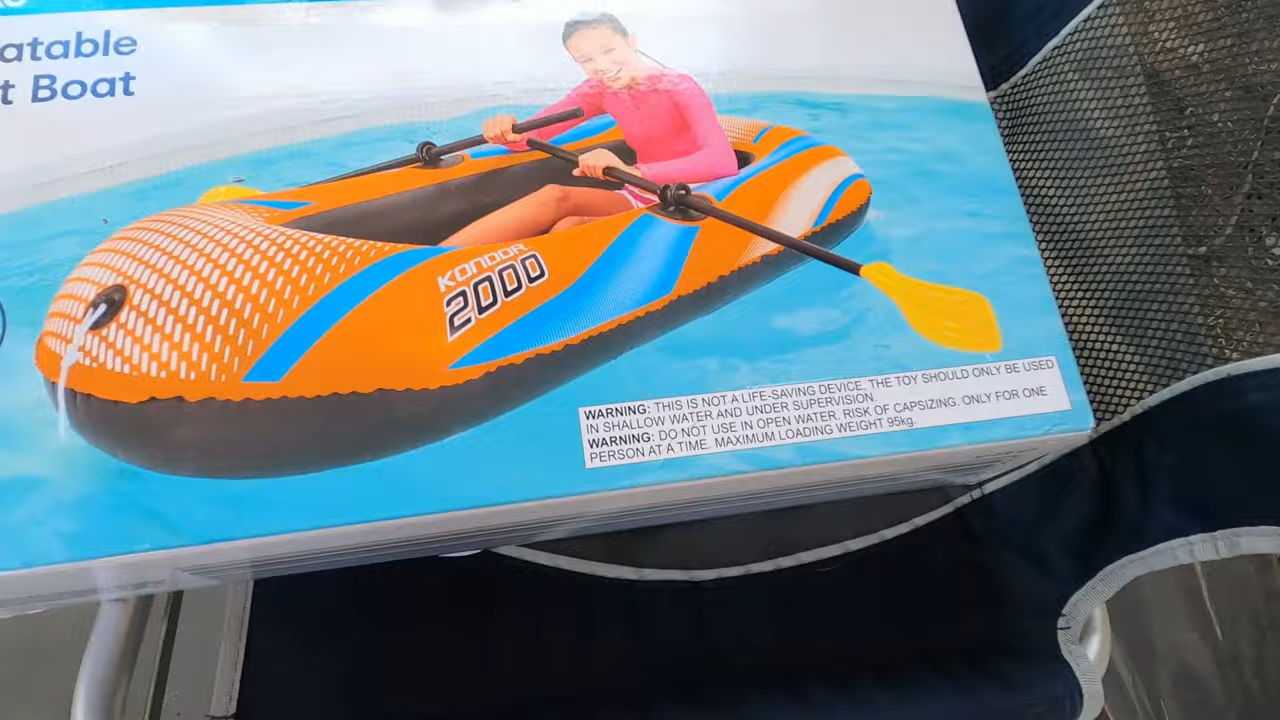 atable
t Boat
KONDOR
2000
WARNING: THIS IS NOT A LIFE-SAVING DEVICE, THE TOY SHOULD ONLY BE USED
IN SHALLOW WATER AND UNDER SUPERVISION.
WARNING: DO NOT USE IN OPEN WATER. RISK OF CAPSIZING. ONLY FOR ONE
PERSON AT A TIME. MAXIMUM LOADING WEIGHT 95kg.